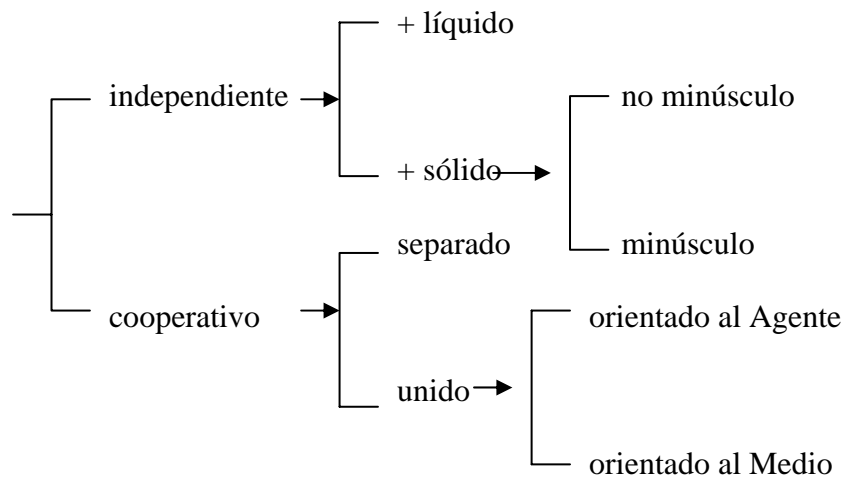 + líquido
independiente
no minúsculo
+ sólido
separado
minúsculo
cooperativo
orientado al Agente
unido
orientado al Medio